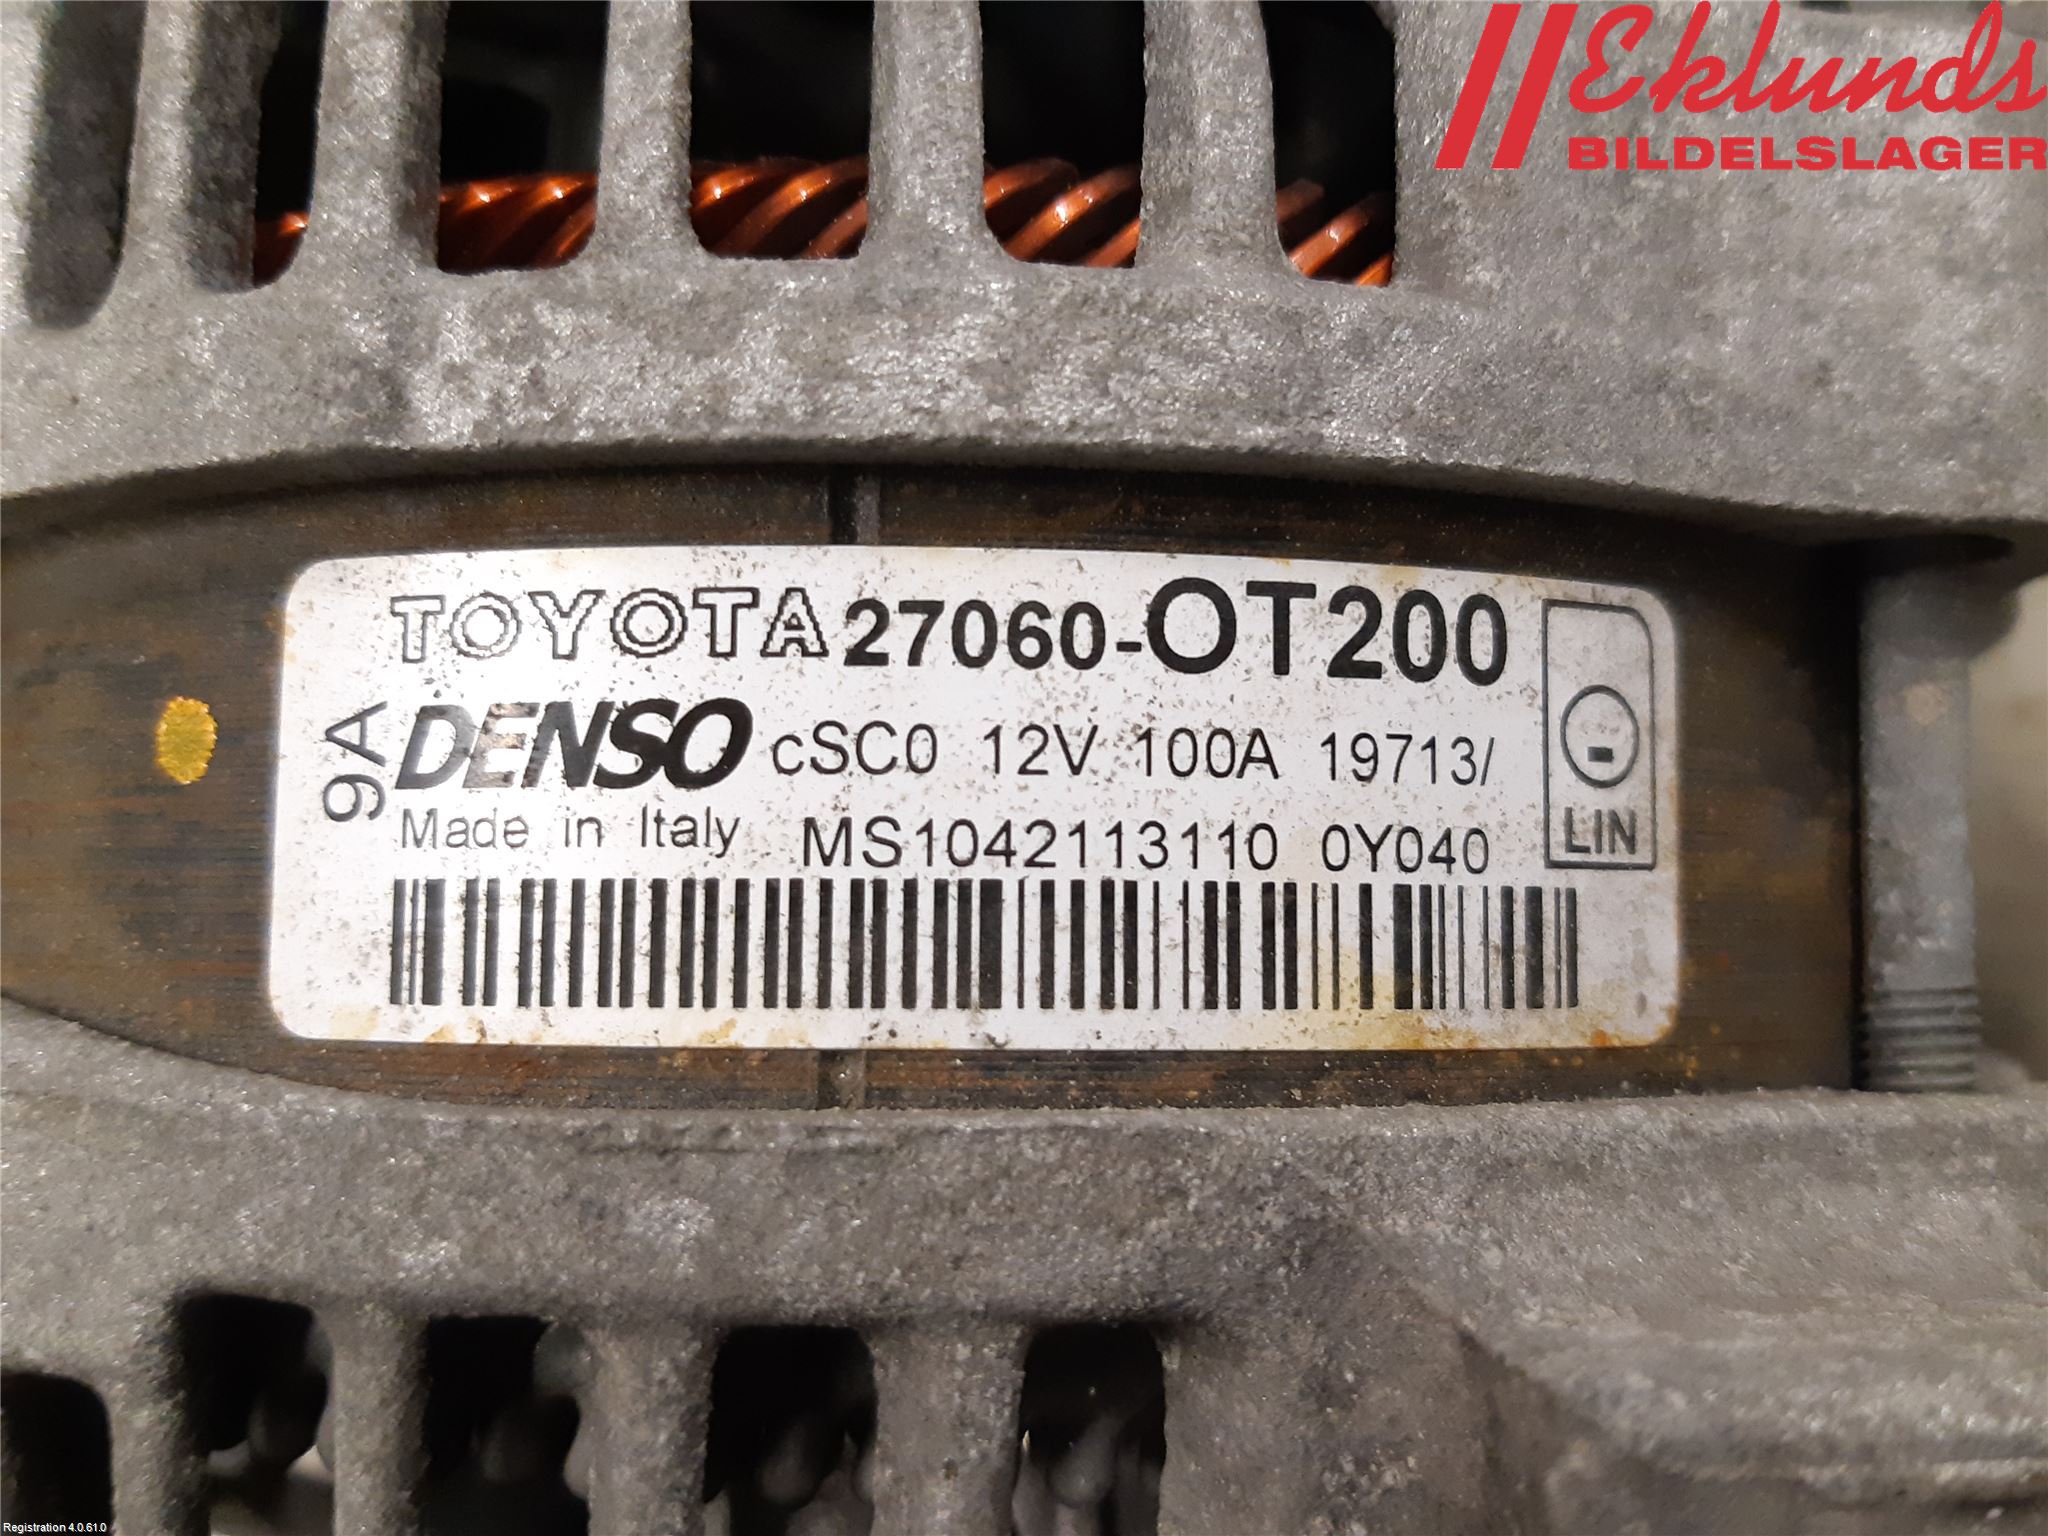 Eklunds
BILDELSLAGER
TOYOTA 27060-0T200
9A
DENSO cSC0 12V 100A 19713/
Made in Italy MS1042113110 0Y040
LIN
Registration 4.0.61.0